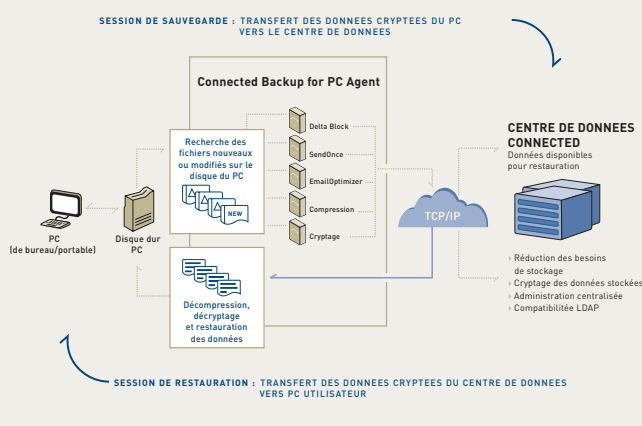 SESSION DE SAUVEGARDE : TRANSFERT DES DONNEES CRYPTEES DU PC
VERS LE CENTRE DE DONNEES
Connected Backup for PC Agent
Recherche des
fichiers nouveaux
ou modifiés sur le
disque du PC
NEW
Delta Block
SendOnce
EmailOptimizer
Compression
Cryptage
PC
(de bureau/portable)
Disque dur
PC
TCP/IP
CENTRE DE DONNEES
CONNECTED
Données disponibles
pour restauration
› Réduction des besoins
de stockage
› Cryptage des données stockées
› Administration centralisée
› Compatibilitée LDAP
Décompression,
décryptage
et restauration
des données
SESSION DE RESTAURATION : TRANSFERT DES DONNEES CRYPTEES DU CENTRE DE DONNEES
VERS PC UTILISATEUR